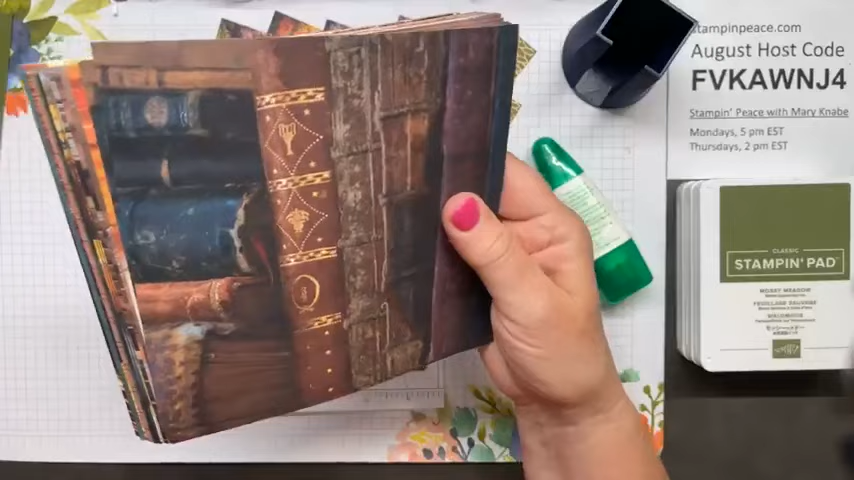 stampinpeace.com
August Host Code
FVKAWNJ4
Stampin' Peace with Mary Knabe
Mondays, 5 pm EST
Thursdays, 2 pm EST
CLASSIC
STAMPIN' PAD
MOSSY MEADOW